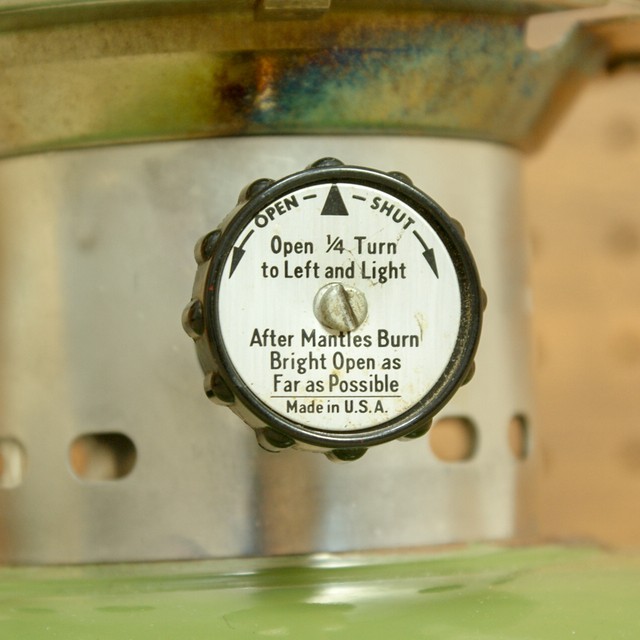 OPEN SHUT
Open 1/4 Turn
to Left and Light
After Mantles Burn
Bright Open as
Far as Possible
Made in U.S.A.